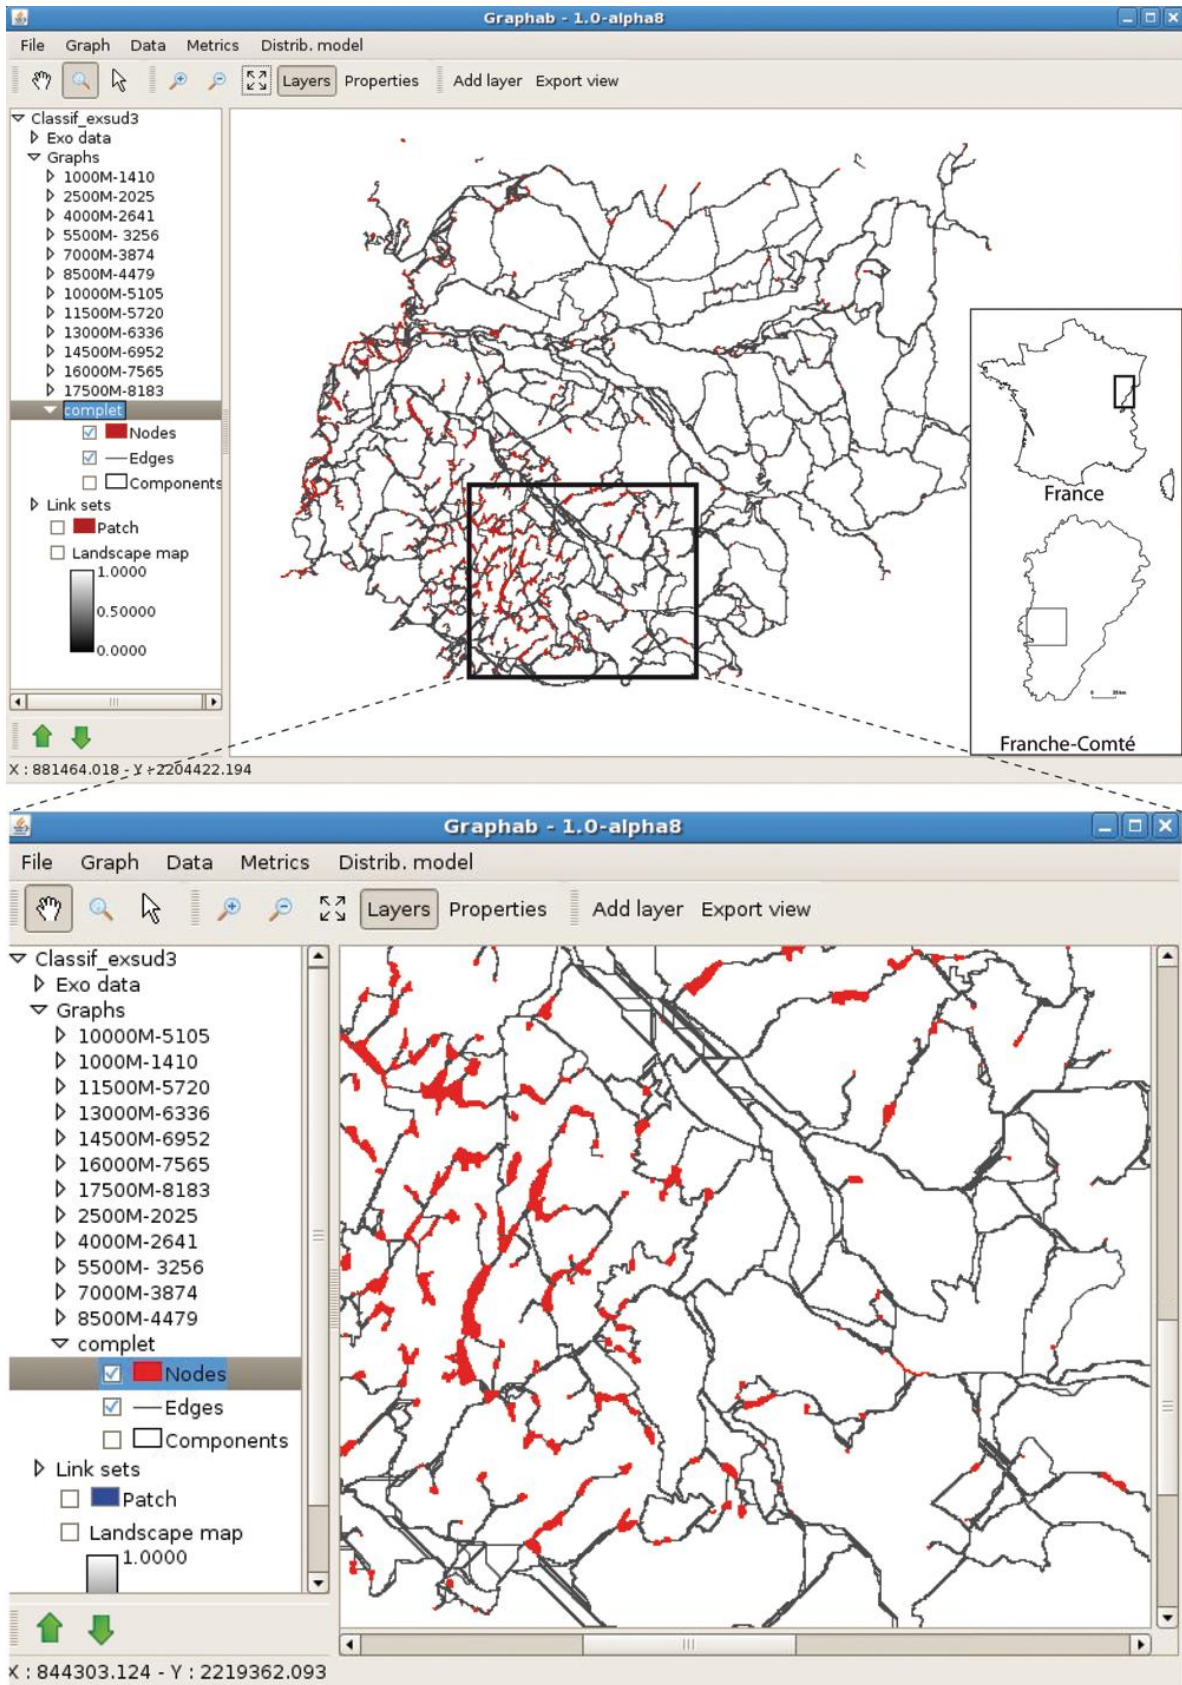 Graphab - 1.0-alpha8
File Graph Data Metrics Distrib. model
Layers Properties Add layer Export view
Classif_exsud3
Exo data
Graphs
1000M-1410
2500M-2025
4000M-2641
5500M- 3256
7000M-3874
8500M-4479
10000M-5105
11500M-5720
13000M-6336
14500M-6952
16000M-7565
17500M-8183
complet
Nodes
Edges
Components
Link sets
Patch
Landscape map
1.0000
0.50000
0.0000
France
Franche-Comté
X : 881464.018 - Y : 2204422.194
Graphab - 1.0-alpha8
File Graph Data Metrics Distrib. model
Layers Properties Add layer Export view
Classif_exsud3
Exo data
Graphs
10000M-5105
1000M-1410
11500M-5720
13000M-6336
14500M-6952
16000M-7565
17500M-8183
2500M-2025
4000M-2641
5500M- 3256
7000M-3874
8500M-4479
complet
Nodes
Edges
Components
Link sets
Patch
Landscape map
1.0000
X : 844303.124 - Y : 2219362.093